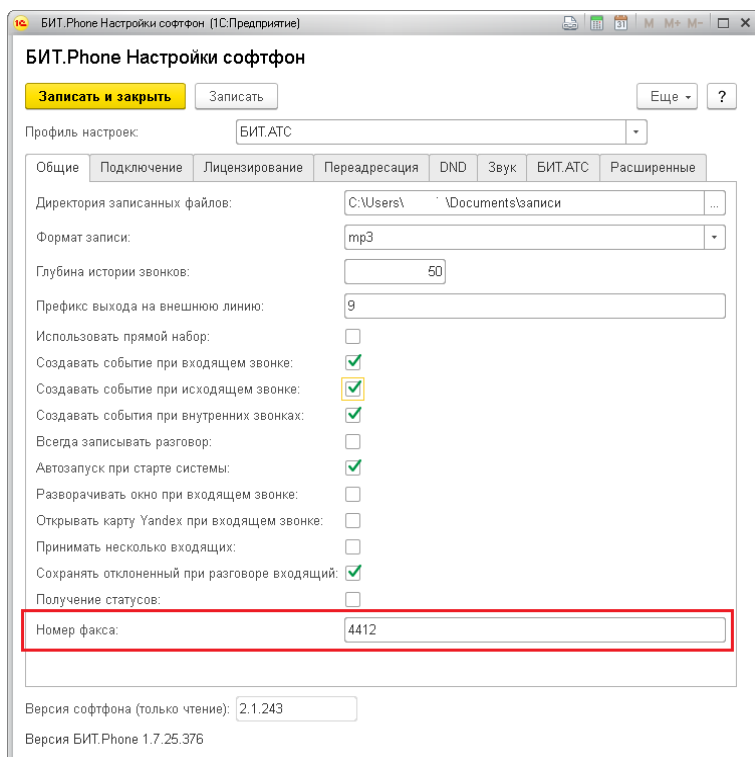 1С БИТ.Phone Настройки софтфон (1С:Предприятие) 31 M M+ M-
БИТ.Phone Настройки софтфон
Записать и закрыть Записать Еще ?
Профиль настроек: БИТ.АТС
Общие Подключение Лицензирование Переадресация DND Звук БИТ.АТС Расширенные
Директория записанных файлов: C:\Users\ \Documents\записи ...
Формат записи: mp3
Глубина истории звонков: 50
Префикс выхода на внешнюю линию: 9
Использовать прямой набор:
Создавать событие при входящем звонке:
Создавать событие при исходящем звонке:
Создавать события при внутренних звонках:
Всегда записывать разговор:
Автозапуск при старте системы:
Разворачивать окно при входящем звонке:
Открывать карту Yandex при входящем звонке:
Принимать несколько входящих:
Сохранять отклоненный при разговоре входящий:
Получение статусов:
Номер факса: 4412
Версия софтфона (только чтение): 2.1.243
Версия БИТ.Phone 1.7.25.376